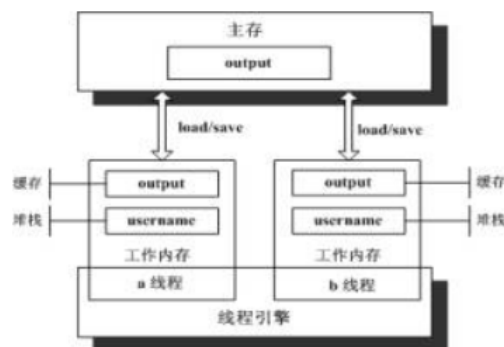 主存
output
load/save
load/save
缓存
output
output
缓存
堆栈
username
username
堆栈
工作内存
工作内存
a 线程
b 线程
线程引擎